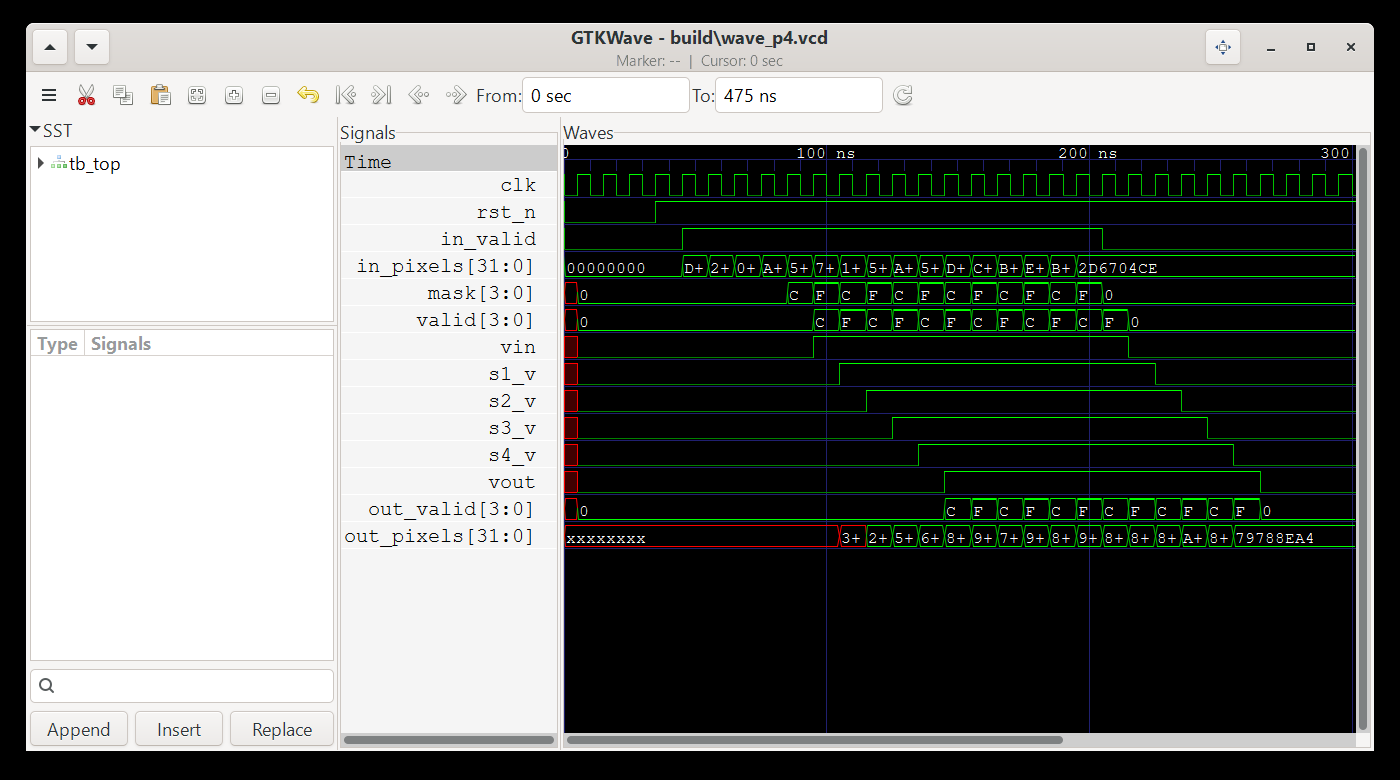 GTKWave - build\wave_p4.vcd
Marker: -- | Cursor: 0 sec
From: 0 sec To: 475 ns
SST
tb_top
Type Signals
Append Insert Replace
Signals
Time
clk
rst_n
in_valid
in_pixels[31:0]
mask[3:0]
valid[3:0]
vin
s1_v
s2_v
s3_v
s4_v
vout
out_valid[3:0]
out_pixels[31:0]
Waves
0 100 ns 200 ns 300
00000000 D+ 2+ 0+ A+ 5+ 7+ 1+ 5+ A+ 5+ D+ C+ B+ E+ B+ 2D6704CE
0 C F C F C F C F C F C F 0
0 C F C F C F C F C F C F 0
0 C F C F C F C F C F C F 0
xxxxxxxx 3+ 2+ 5+ 6+ 8+ 9+ 7+ 9+ 8+ 9+ 8+ 8+ 8+ A+ 8+ 79788EA4